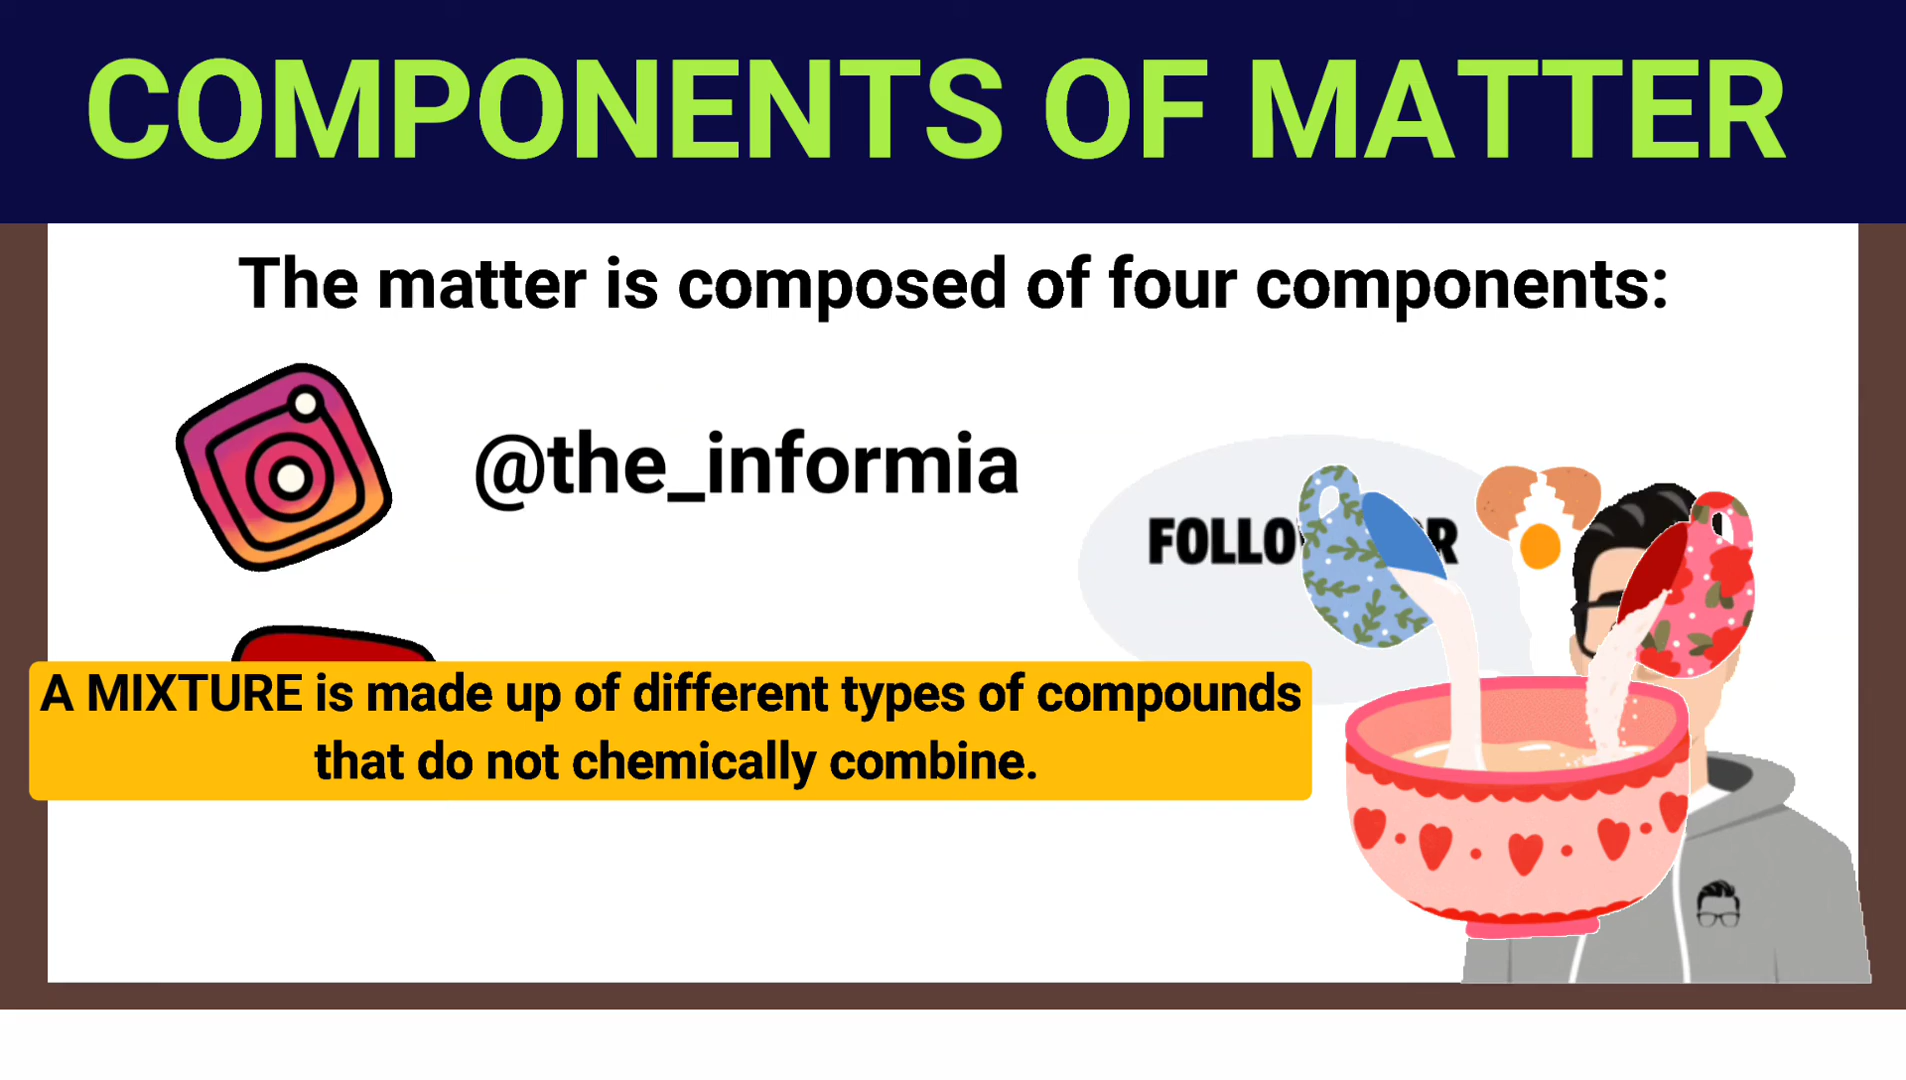 COMPONENTS OF MATTER
The matter is composed of four components:
@the_informia
A MIXTURE is made up of different types of compounds
that do not chemically combine.